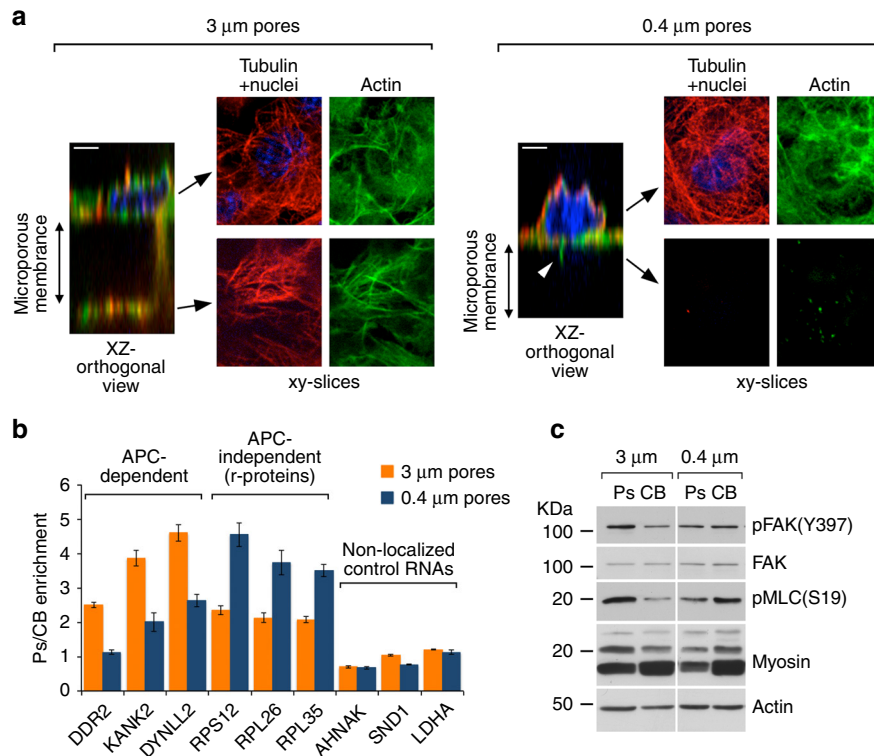 a
3 µm pores
0.4 µm pores
Tubulin
+nuclei
Actin
Tubulin
+nuclei
Actin
Microporous
membrance
Microporous
membrance
XZ-
orthogonal
view
xy-slices
XZ-
orthogonal
view
xy-slices
b
APC-
dependent
APC-
independent
(r-proteins)
3 µm pores
0.4 µm pores
Non-localized
control RNAs
Ps/CB enrichment
6
5
4
3
2
1
0
DDR2
KANK2
DYNLL2
RPS12
RPL26
RPL35
AHNAK
SND1
LDHA
c
3 µm
0.4 µm
KDa
Ps CB
Ps CB
100
pFAK(Y397)
100
FAK
20
pMLC(S19)
20
Myosin
50
Actin